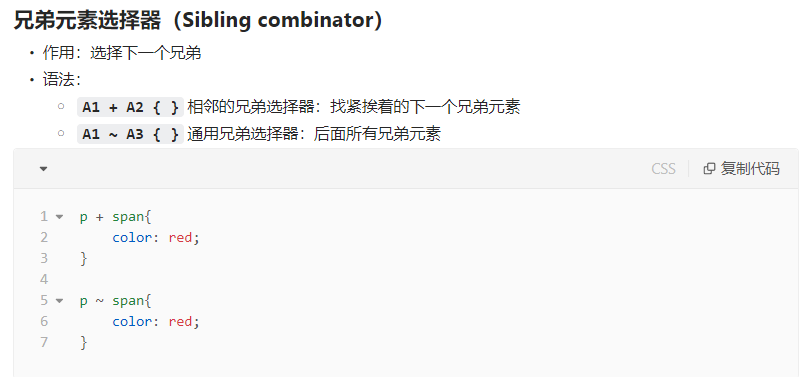 兄弟元素选择器（Sibling combinator）
• 作用：选择下一个兄弟
• 语法：
○ A1 + A2 { } 相邻的兄弟选择器：找紧挨着的下一个兄弟元素
○ A1 ~ A3 { } 通用兄弟选择器：后面所有兄弟元素
CSS 复制代码
1 p + span{
2 color: red;
3 }
4
5 p ~ span{
6 color: red;
7 }